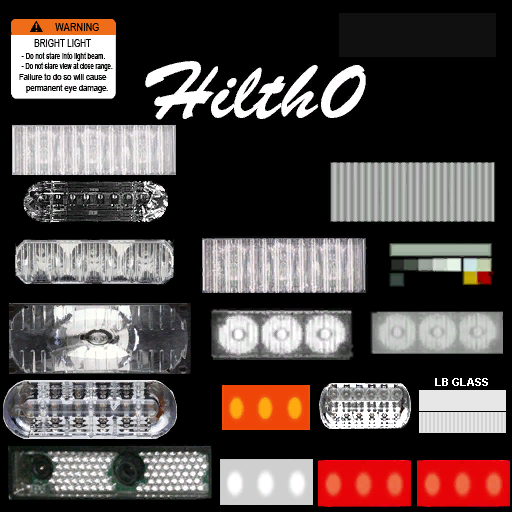 WARNING
BRIGHT LIGHT
- Do not stare into light beam.
- Do not stare view at close range.
Failure to do so will cause
permanent eye damage.
HilthO
LB GLASS